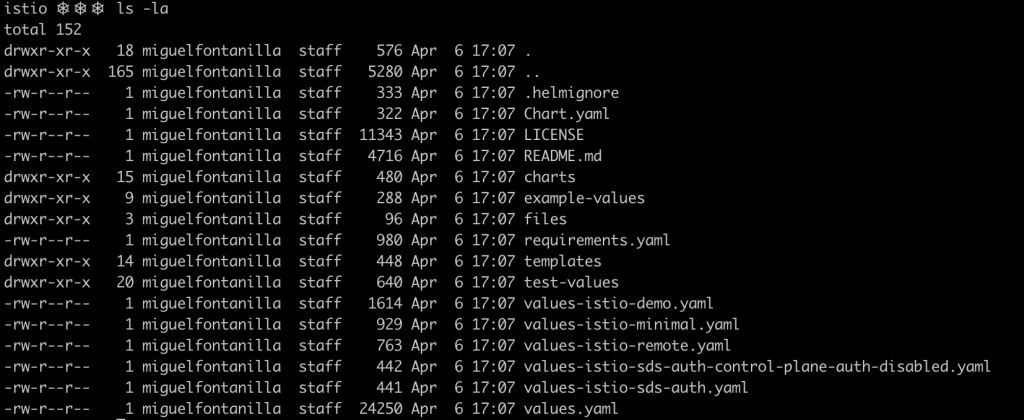 istio ❄❄❄ ls -la
total 152
drwxr-xr-x   18 miguelfontanilla  staff    576 Apr  6 17:07 .
drwxr-xr-x  165 miguelfontanilla  staff   5280 Apr  6 17:07 ..
-rw-r--r--    1 miguelfontanilla  staff    333 Apr  6 17:07 .helmignore
-rw-r--r--    1 miguelfontanilla  staff    322 Apr  6 17:07 Chart.yaml
-rw-r--r--    1 miguelfontanilla  staff  11343 Apr  6 17:07 LICENSE
-rw-r--r--    1 miguelfontanilla  staff   4716 Apr  6 17:07 README.md
drwxr-xr-x   15 miguelfontanilla  staff    480 Apr  6 17:07 charts
drwxr-xr-x    9 miguelfontanilla  staff    288 Apr  6 17:07 example-values
drwxr-xr-x    3 miguelfontanilla  staff     96 Apr  6 17:07 files
-rw-r--r--    1 miguelfontanilla  staff    980 Apr  6 17:07 requirements.yaml
drwxr-xr-x   14 miguelfontanilla  staff    448 Apr  6 17:07 templates
drwxr-xr-x   20 miguelfontanilla  staff    640 Apr  6 17:07 test-values
-rw-r--r--    1 miguelfontanilla  staff   1614 Apr  6 17:07 values-istio-demo.yaml
-rw-r--r--    1 miguelfontanilla  staff    929 Apr  6 17:07 values-istio-minimal.yaml
-rw-r--r--    1 miguelfontanilla  staff    763 Apr  6 17:07 values-istio-remote.yaml
-rw-r--r--    1 miguelfontanilla  staff    442 Apr  6 17:07 values-istio-sds-auth-control-plane-auth-disabled.yaml
-rw-r--r--    1 miguelfontanilla  staff    441 Apr  6 17:07 values-istio-sds-auth.yaml
-rw-r--r--    1 miguelfontanilla  staff  24250 Apr  6 17:07 values.yaml